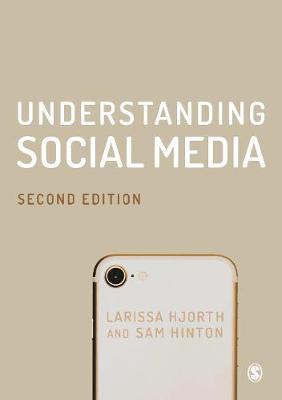 UNDERSTANDING
SOCIAL MEDIA
SECOND EDITION
LARISSA HJORTH
AND SAM HINTON
S